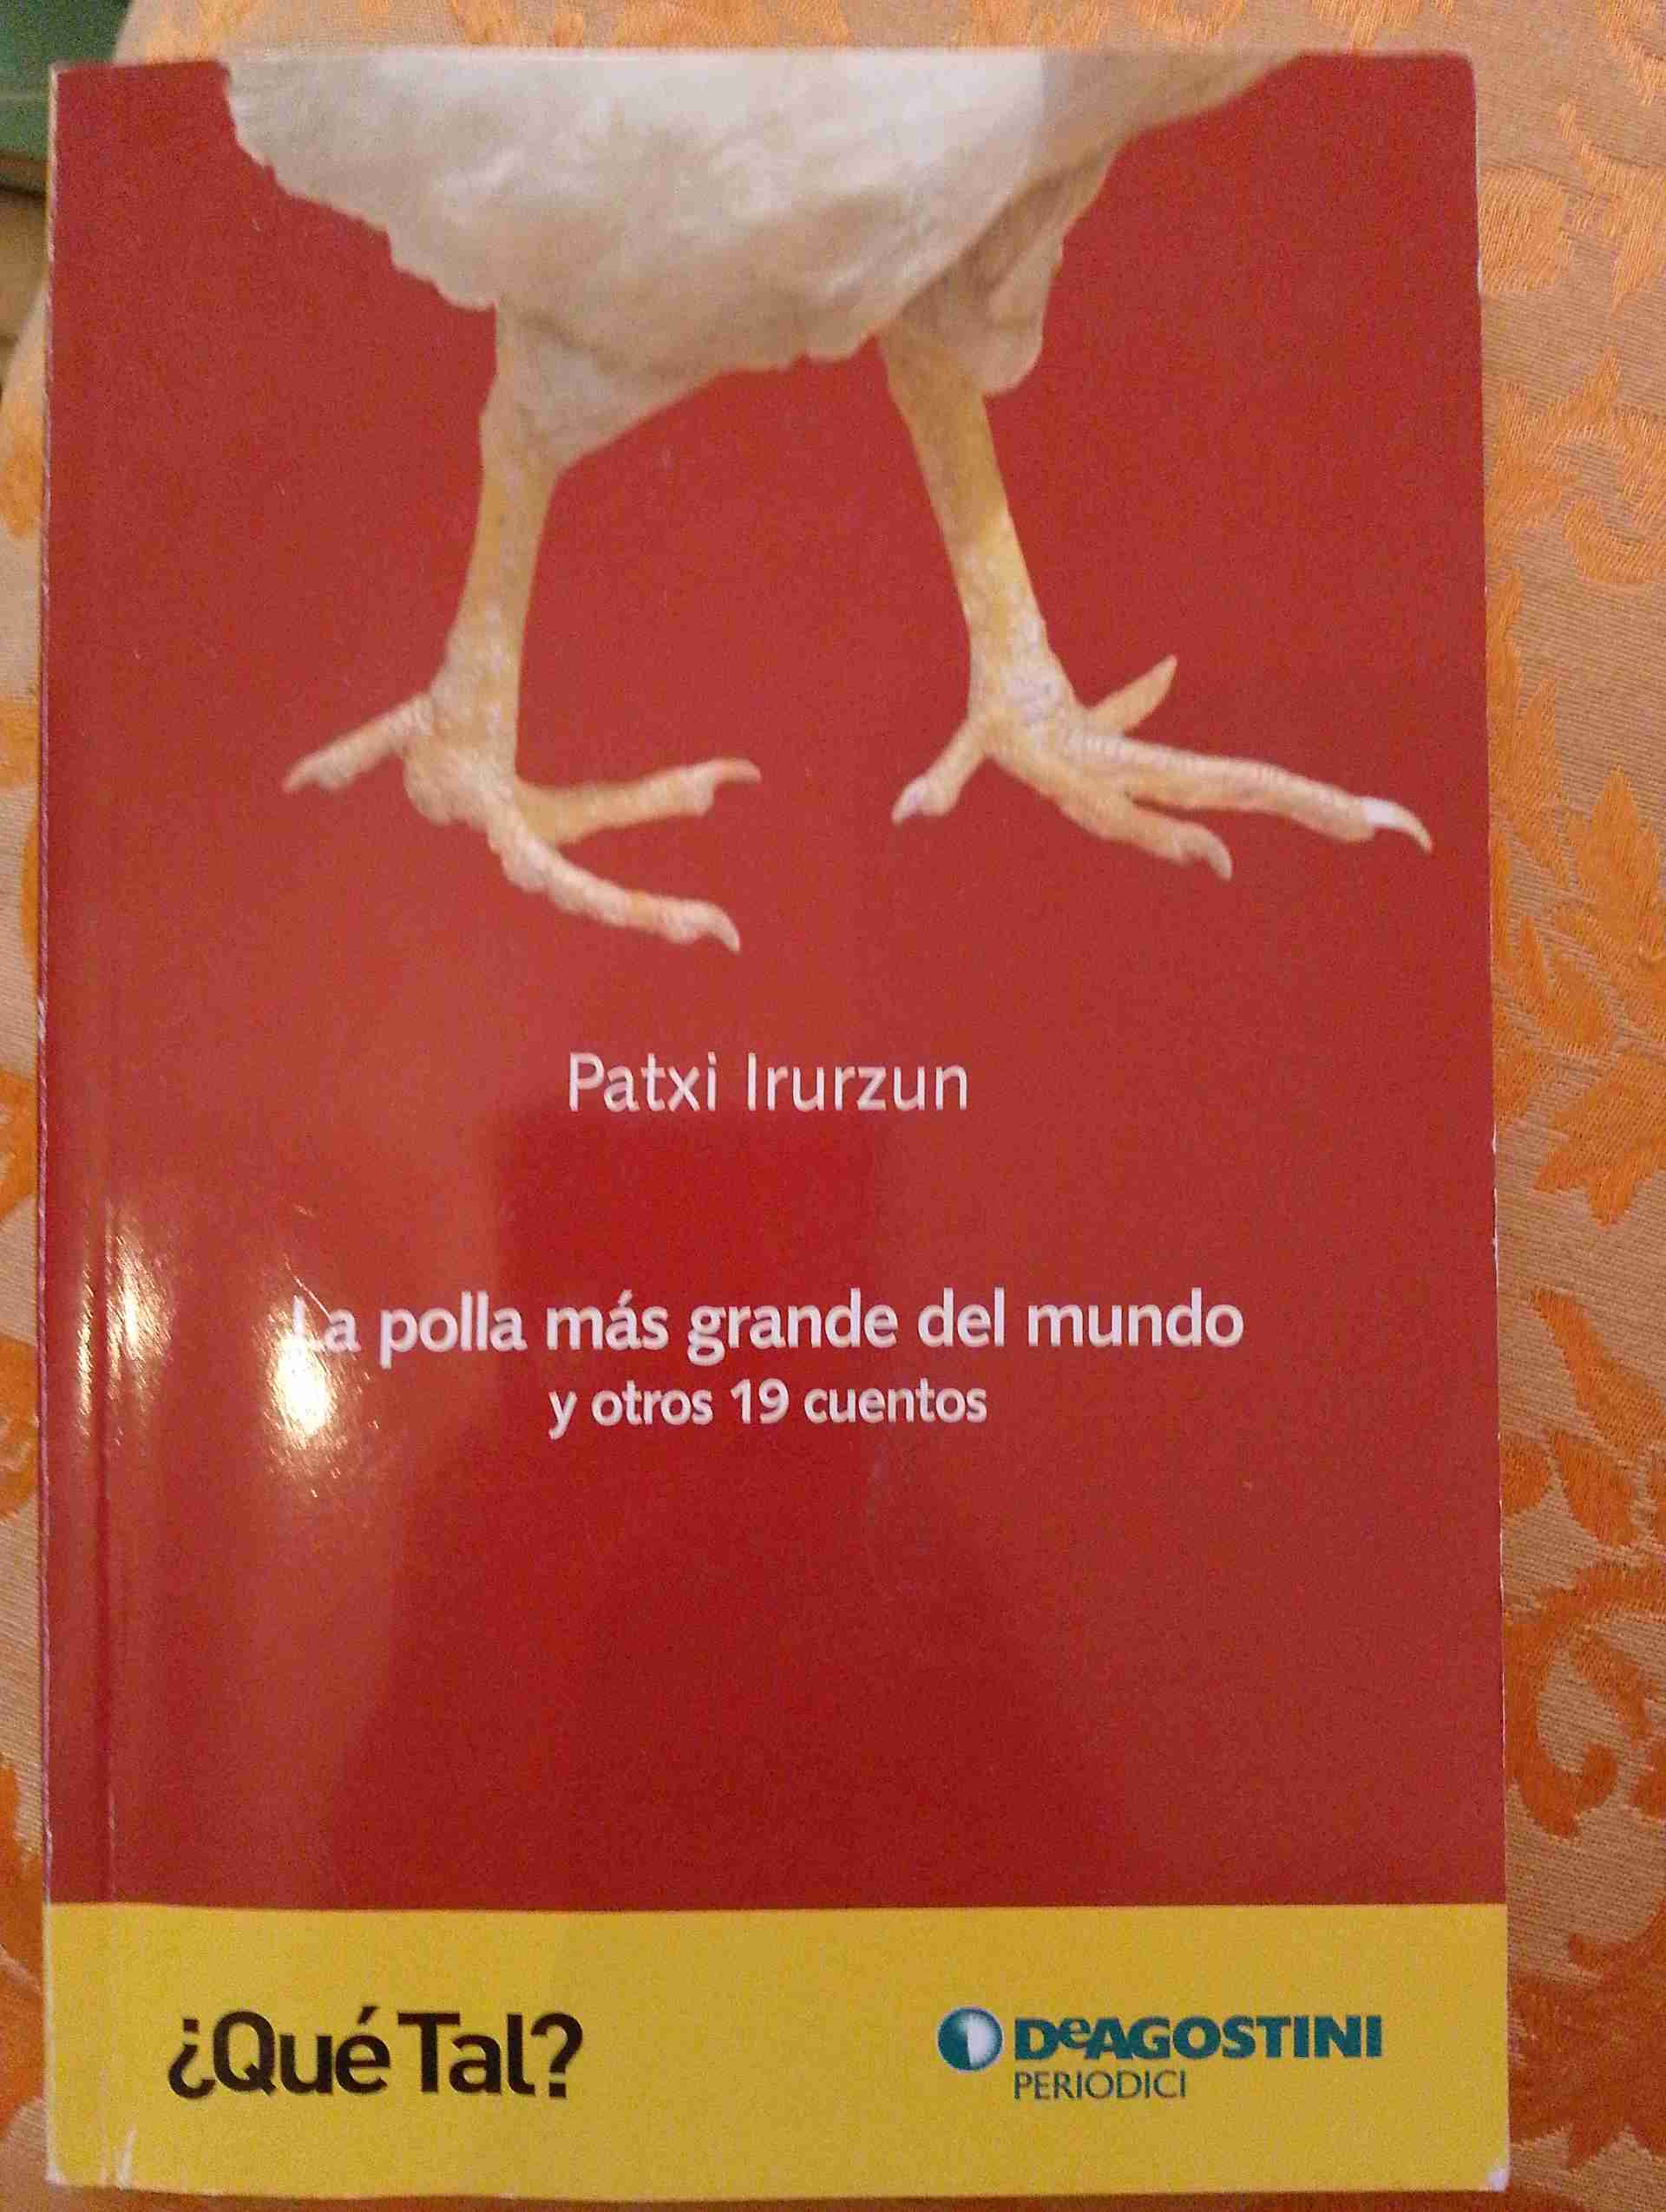 Patxi Irurzun
La polla más grande del mundo
y otros 19 cuentos
¿Qué Tal?
DeAGOSTINI
PERIODICI